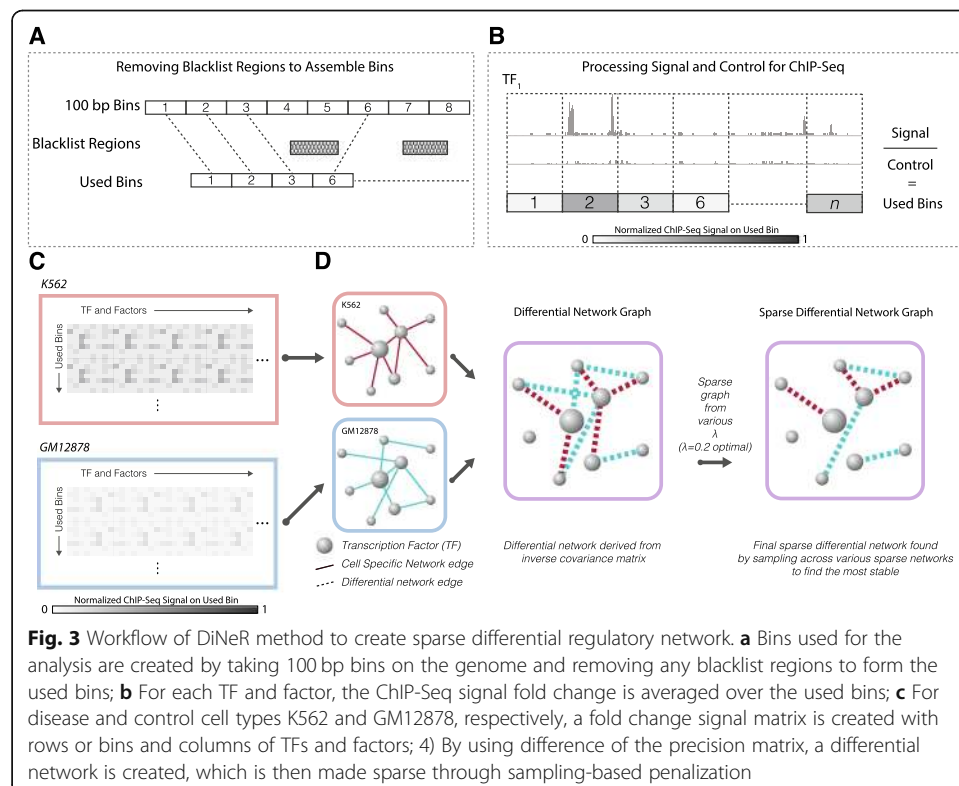 A
Removing Blacklist Regions to Assemble Bins
100 bp Bins
1 2 3 4 5 6 7 8
Blacklist Regions
Used Bins
1 2 3 6
B
Processing Signal and Control for ChIP-Seq
TF1
Signal
Control
=
Used Bins
1 2 3 6 n
Normalized ChIP-Seq Signal on Used Bin
0 1
C
K562
TF and Factors
Used Bins
...
⋮
GM12878
TF and Factors
Used Bins
...
⋮
Normalized ChIP-Seq Signal on Used Bin
0 1
D
K562
GM12878
Transcription Factor (TF)
Cell Specific Network edge
Differential network edge
Differential Network Graph
Differential network derived from
inverse covariance matrix
Sparse
graph
from
various
λ
(λ=0.2 optimal)
Sparse Differential Network Graph
Final sparse differential network found
by sampling across various sparse networks
to find the most stable
Fig. 3 Workflow of DiNeR method to create sparse differential regulatory network. a Bins used for the
analysis are created by taking 100 bp bins on the genome and removing any blacklist regions to form the
used bins; b For each TF and factor, the ChIP-Seq signal fold change is averaged over the used bins; c For
disease and control cell types K562 and GM12878, respectively, a fold change signal matrix is created with
rows or bins and columns of TFs and factors; 4) By using difference of the precision matrix, a differential
network is created, which is then made sparse through sampling-based penalization